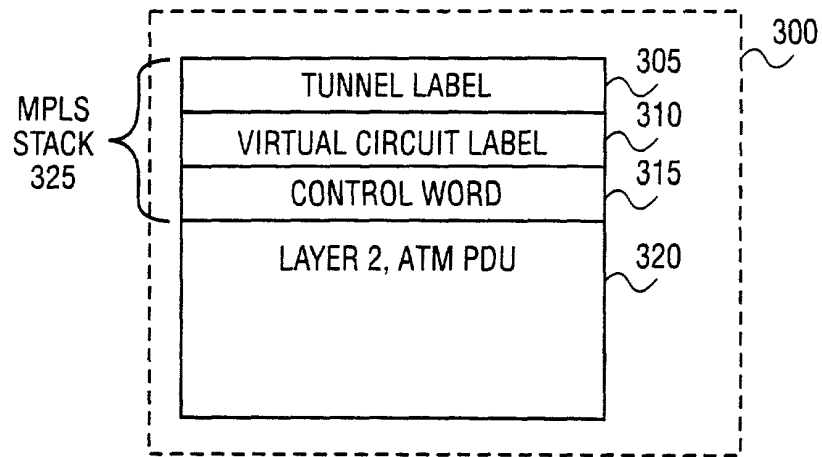 300
305
TUNNEL LABEL
310
MPLS
STACK
325
VIRTUAL CIRCUIT LABEL
315
CONTROL WORD
LAYER 2, ATM PDU
320